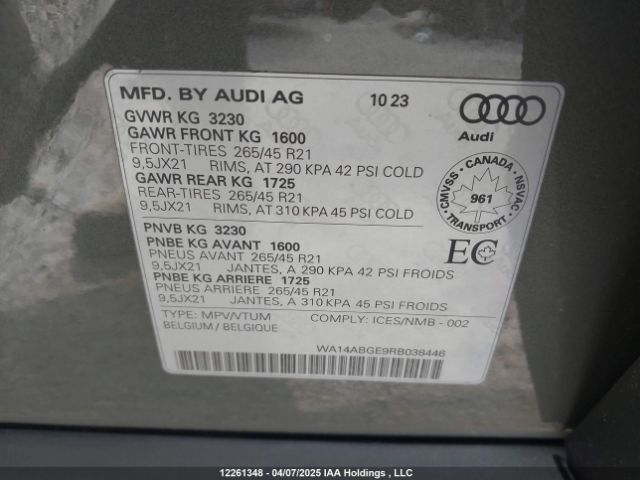 MFD. BY AUDI AG 10 23
Audi
GVWR KG 3230
GAWR FRONT KG 1600
FRONT-TIRES 265/45 R21
9,5JX21 RIMS, AT 290 KPA 42 PSI COLD
GAWR REAR KG 1725
REAR-TIRES 265/45 R21
9,5JX21 RIMS, AT 310 KPA 45 PSI COLD
CMVSS - CANADA - NSVAC
961
TRANSPORT
PNVB KG 3230
PNBE KG AVANT 1600
PNEUS AVANT 265/45 R21
9,5JX21 JANTES, A 290 KPA 42 PSI FROIDS
PNBE KG ARRIERE 1725
PNEUS ARRIERE 265/45 R21
9,5JX21 JANTES, A 310 KPA 45 PSI FROIDS
EC
TYPE: MPV/VTUM COMPLY: ICES/NMB - 002
BELGIUM / BELGIQUE
WA14ABGE9RB038446
12261348 - 04/07/2025 IAA Holdings , LLC